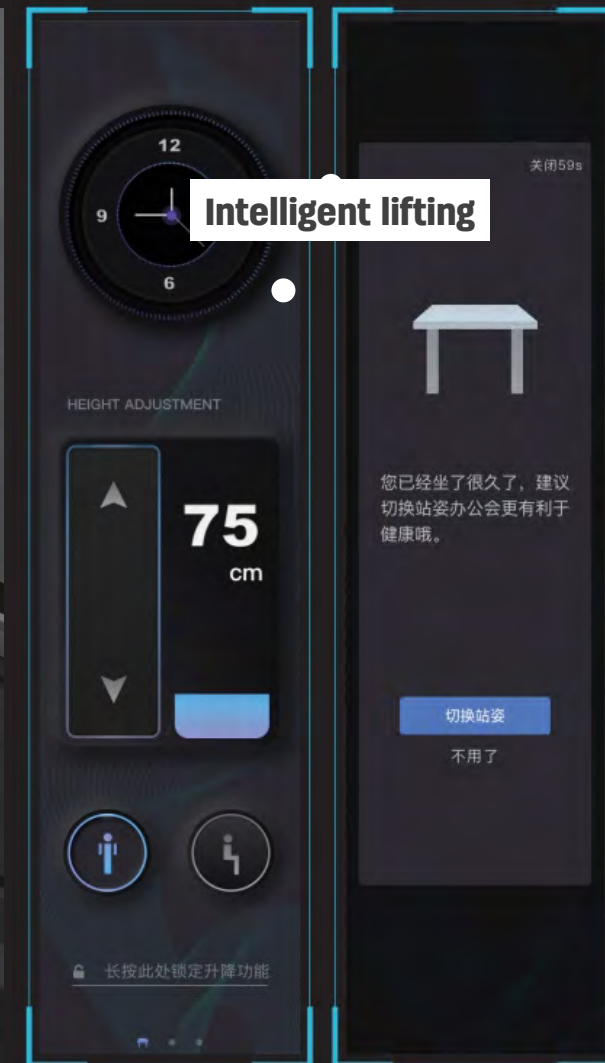 12
9
6
Intelligent lifting
HEIGHT ADJUSTMENT
75
cm
长按此处锁定升降功能
关闭59s
您已经坐了很久了，建议
切换站姿办公会更有利于
健康哦。
切换站姿
不用了